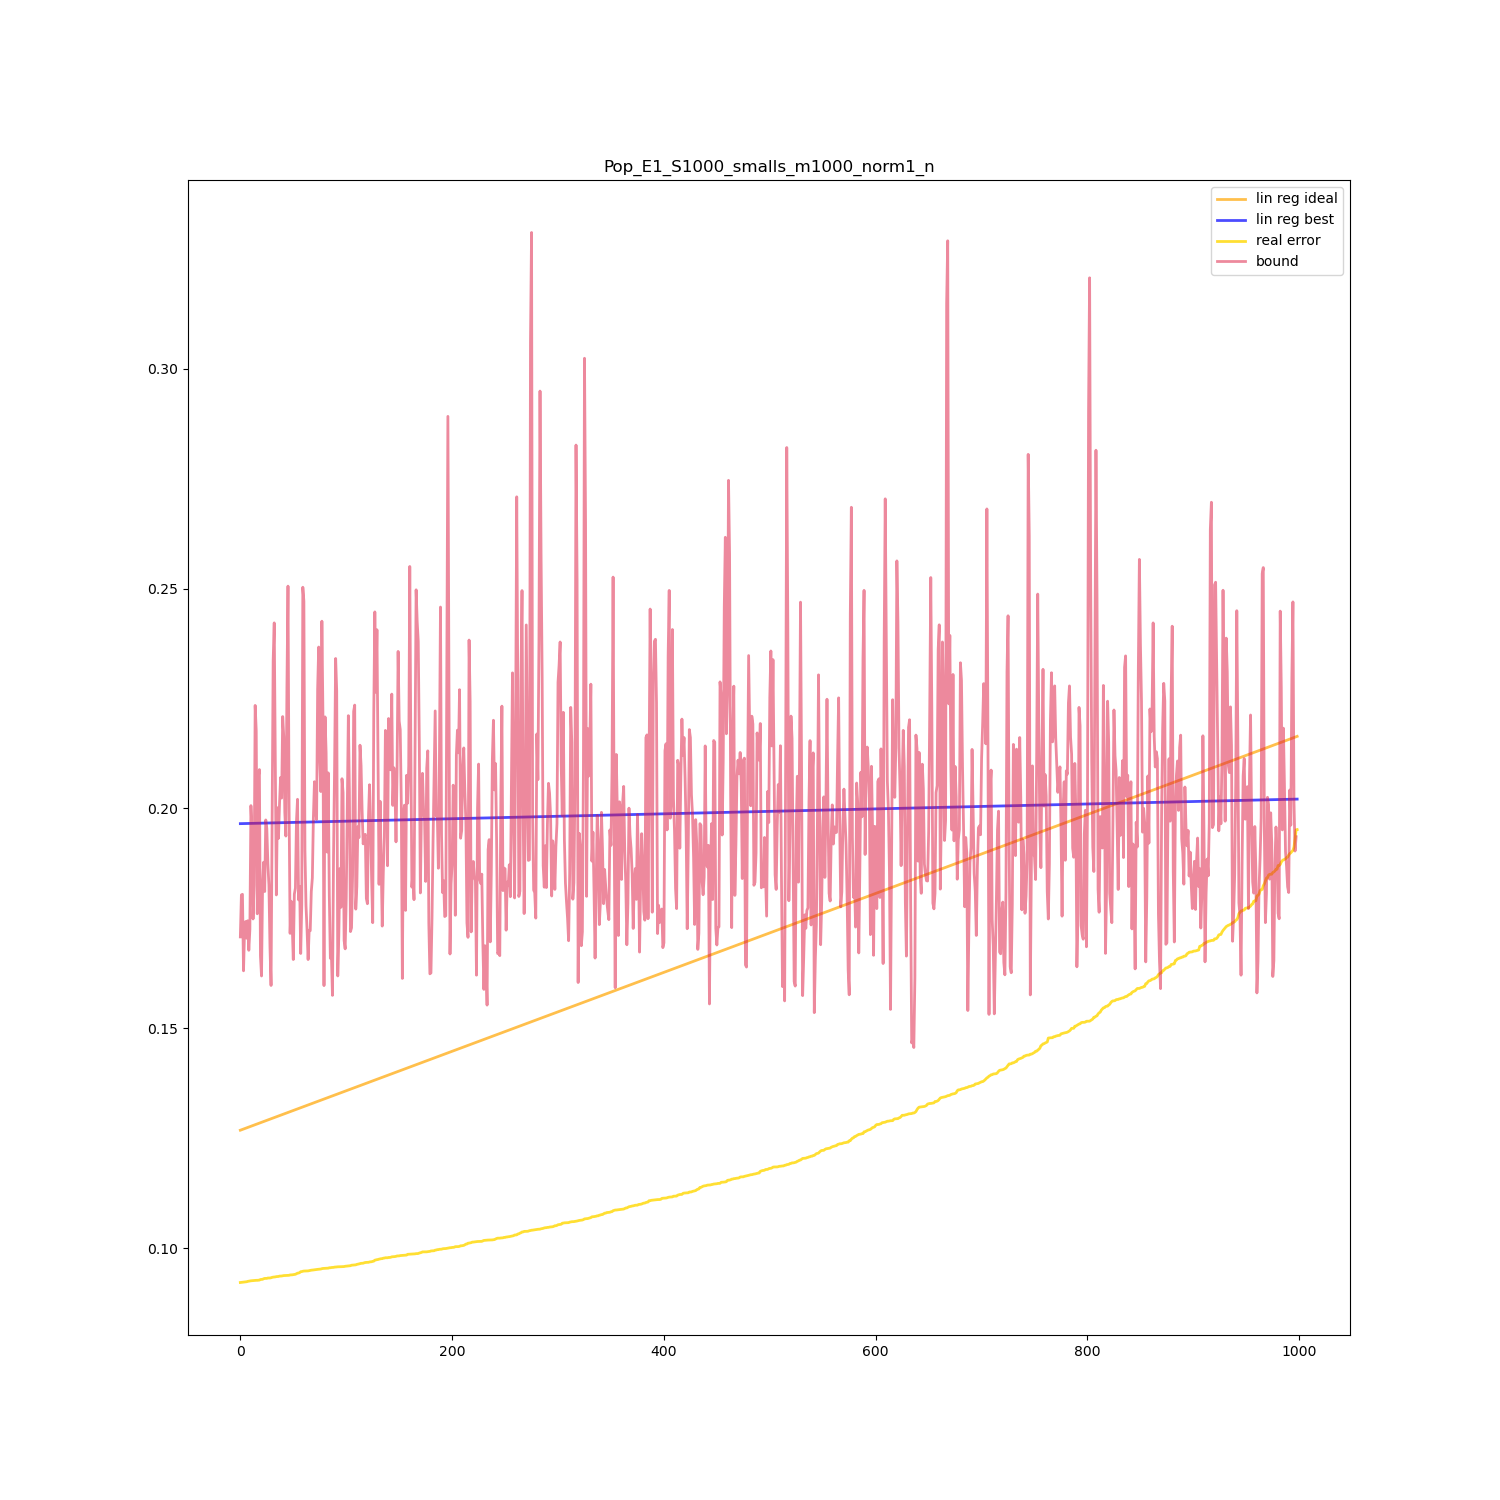 Pop_E1_S1000_smalls_m1000_norm1_n
lin reg ideal
lin reg best
real error
bound
0.30
0.25
0.20
0.15
0.10
0 200 400 600 800 1000